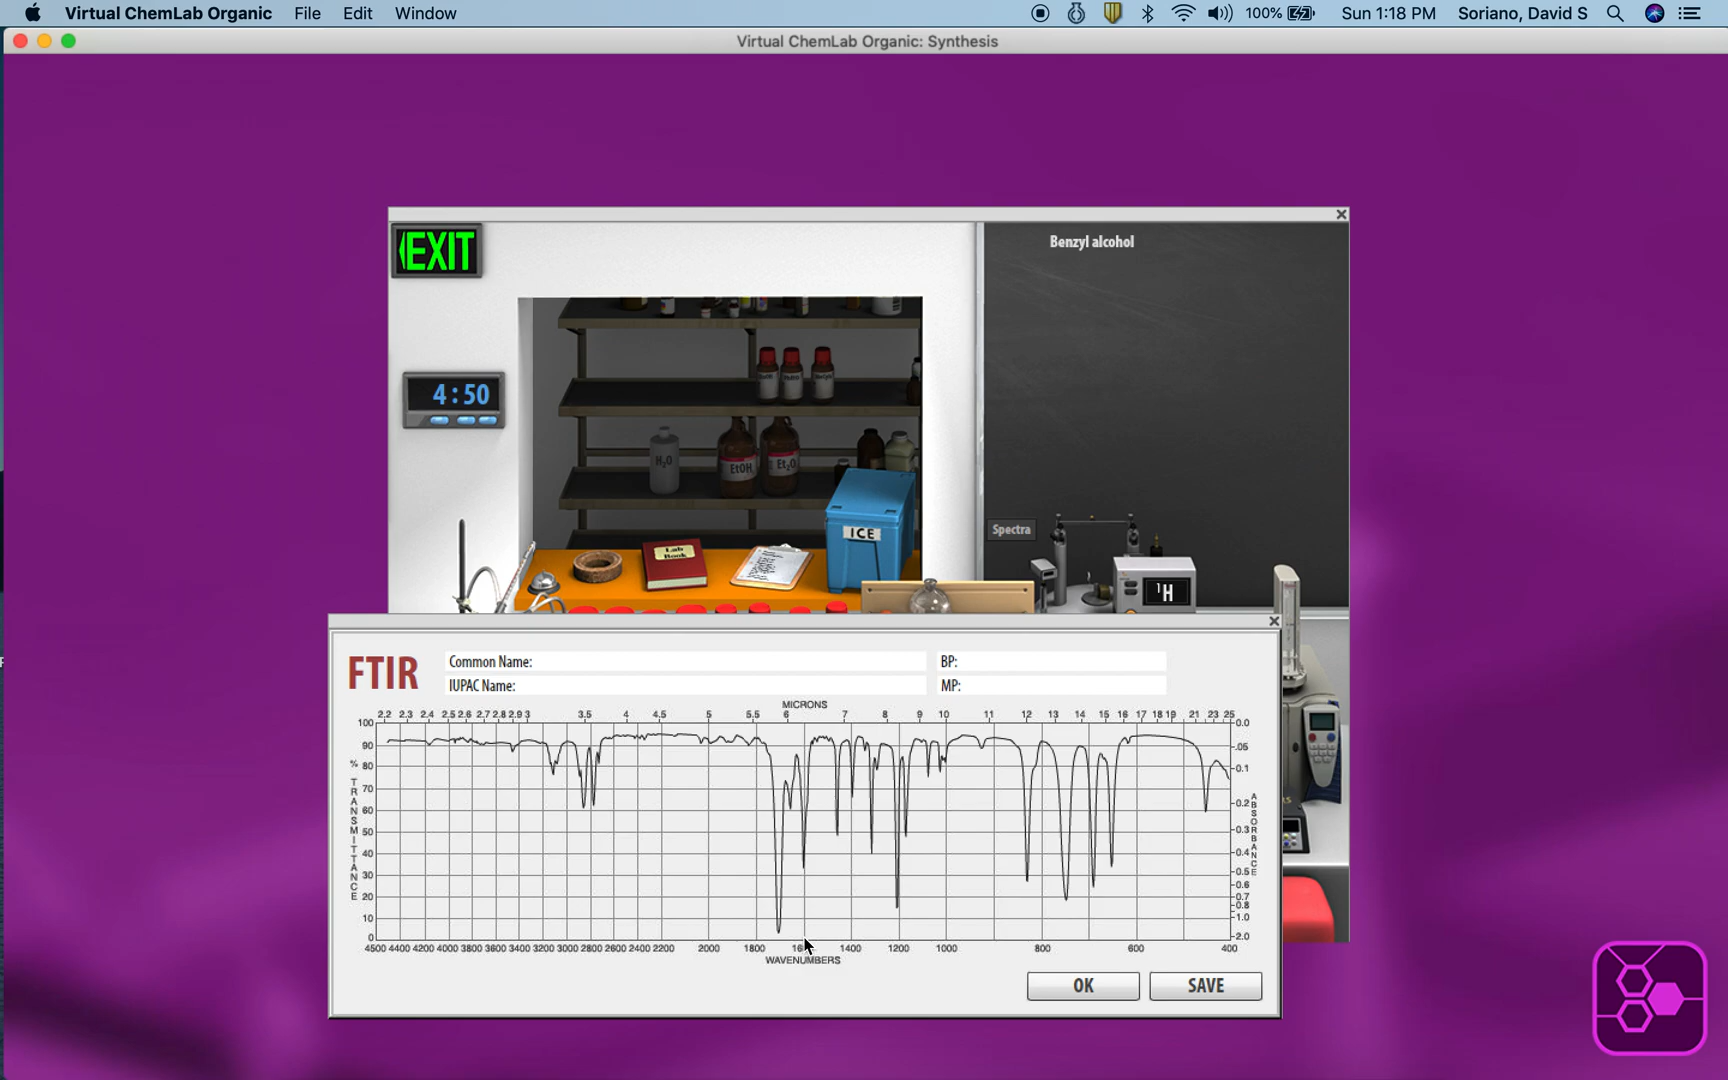 Virtual ChemLab Organic File Edit Window 100% Sun 1:18 PM Soriano, David S
Virtual ChemLab Organic: Synthesis
EXIT
Benzyl alcohol
4:50
H₂O
EtOH
Et₂O
ICE
Lab Book
Spectra
¹H
FTIR
Common Name:
BP:
IUPAC Name:
MP:
MICRONS
2.2 2.3 2.4 2.5 2.6 2.7 2.8 2.9 3 3.5 4 4.5 5 5.5 6 7 8 9 10 11 12 13 14 15 16 17 18 19 21 23 25
100 90 80 70 60 50 40 30 20 10 0
% TRANSMITTANCE
0.0 .05 0.1 0.2 0.3 0.4 0.5 0.6 0.7 0.8 1.0 2.0
ABSORBANCE
4500 4400 4200 4000 3800 3600 3400 3200 3000 2800 2600 2400 2200 2000 1800 1400 1200 1000 800 600 400
WAVENUMBERS
OK
SAVE